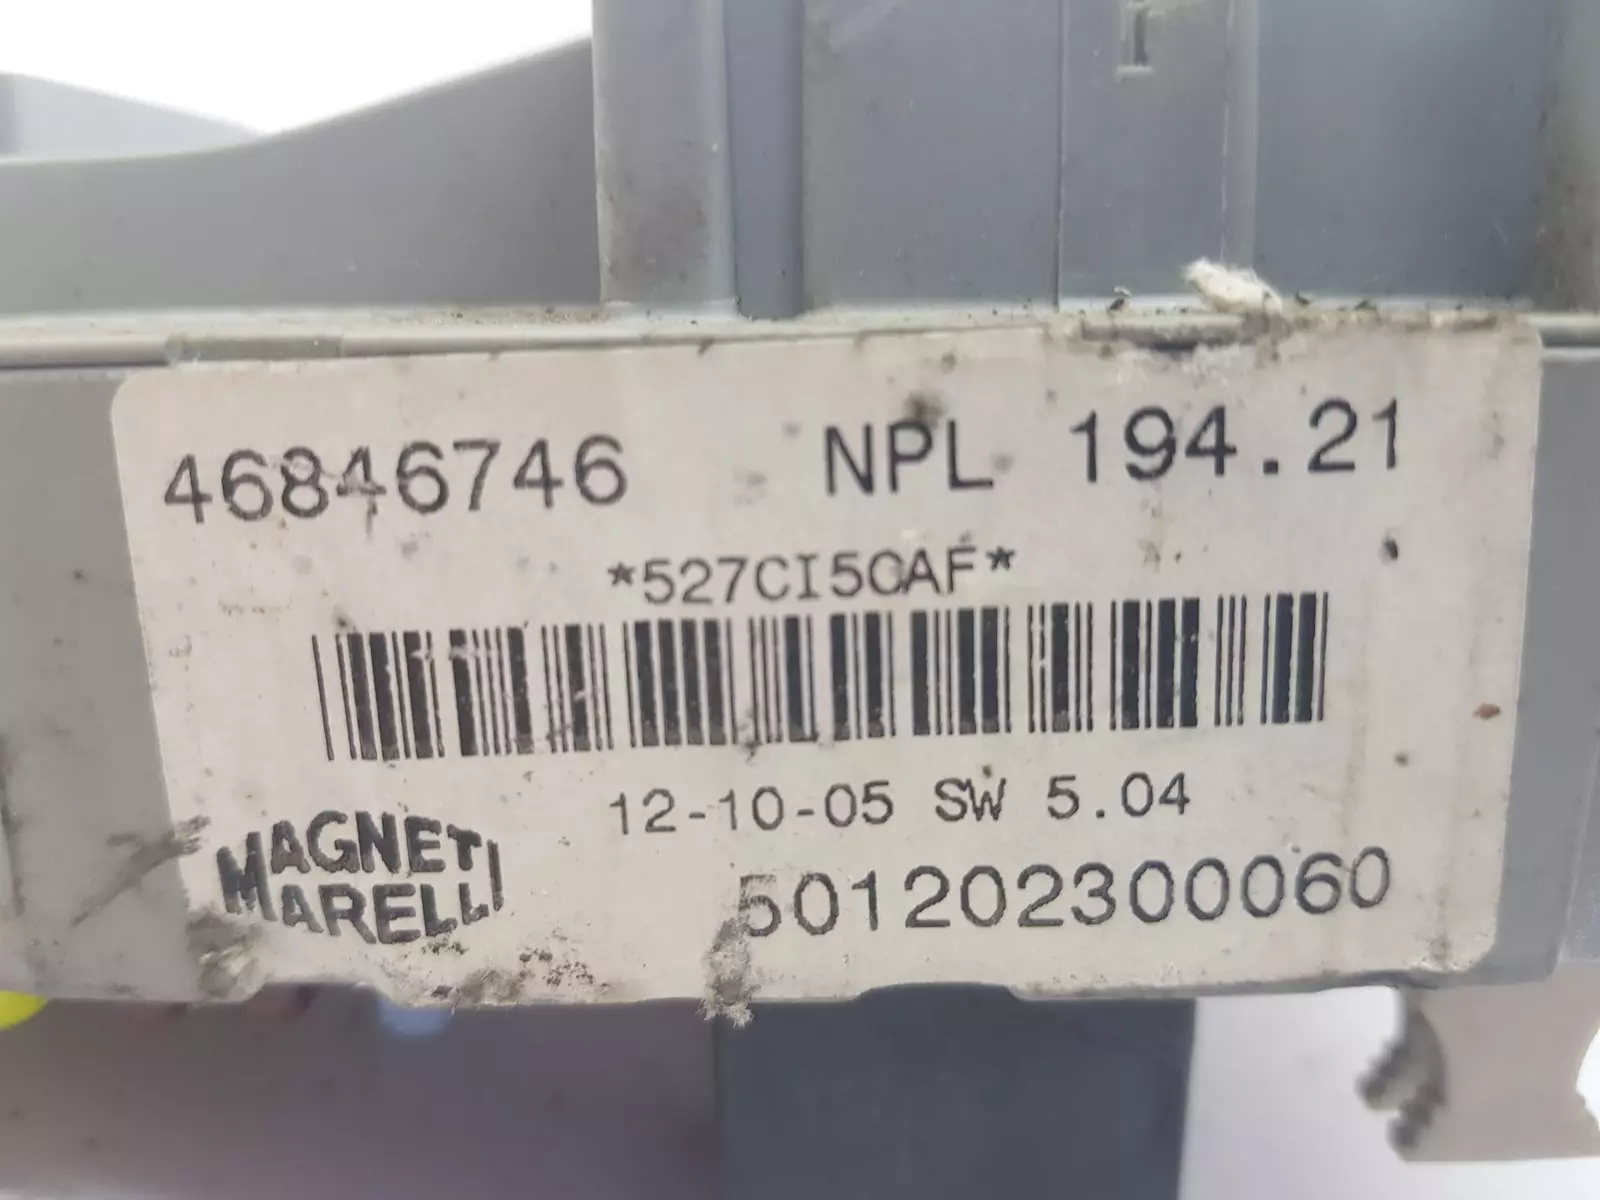 46846746 NPL 194.21
*527CI5CAF*
12-10-05 SW 5.04
MAGNETI
MARELLI
501202300060